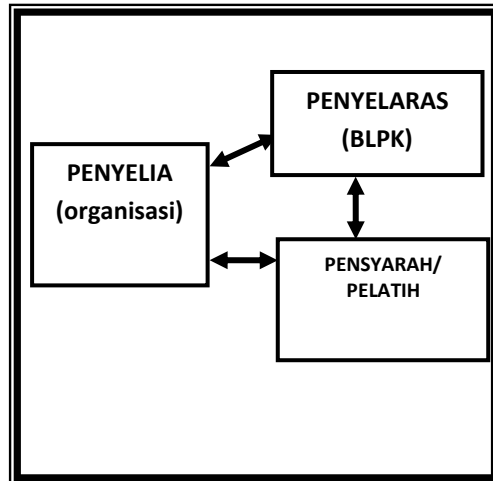 PENYELARAS
(BLPK)
PENYELIA
(organisasi)
PENSYARAH/
PELATIH